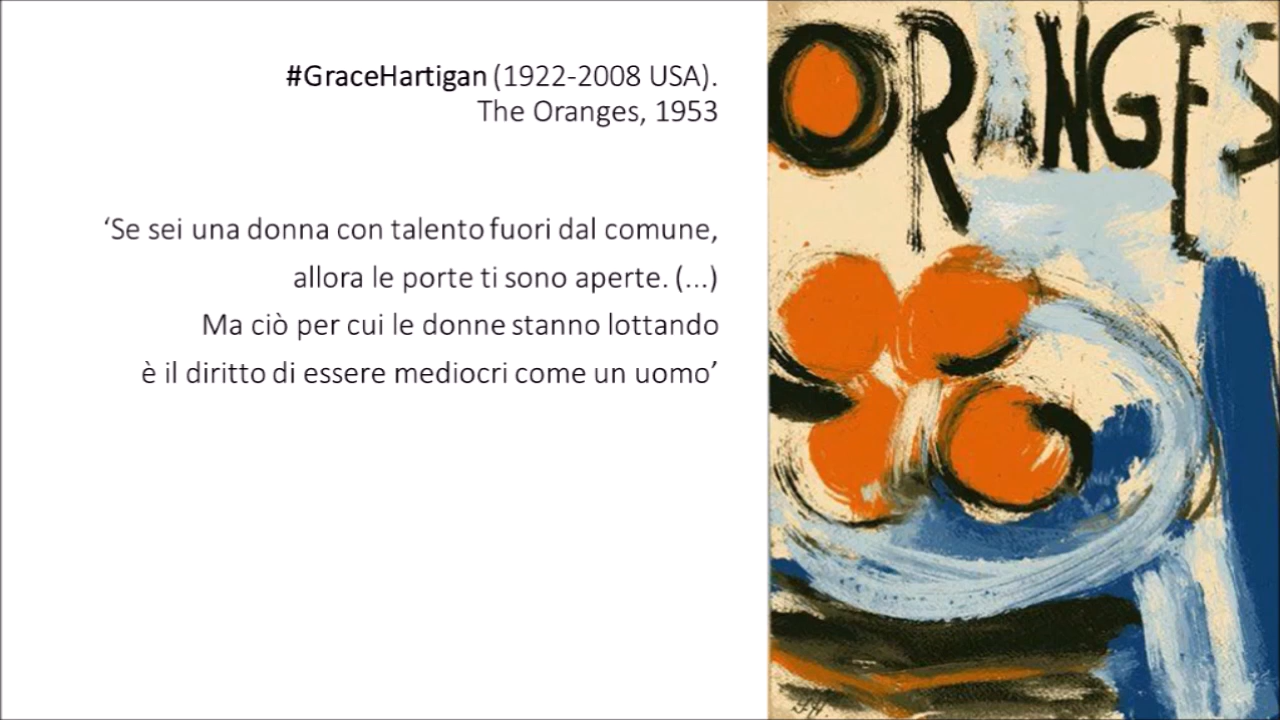 #GraceHartigan (1922-2008 USA).
The Oranges, 1953
‘Se sei una donna con talento fuori dal comune,
allora le porte ti sono aperte. (...)
Ma ciò per cui le donne stanno lottando
è il diritto di essere mediocri come un uomo’
ORANGES